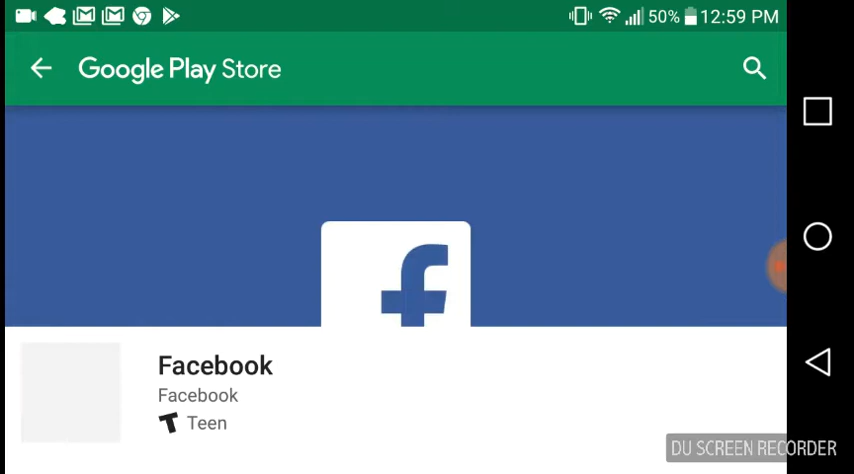 50% 12:59 PM
Google Play Store
f
Facebook
Facebook
T Teen
DU SCREEN RECORDER